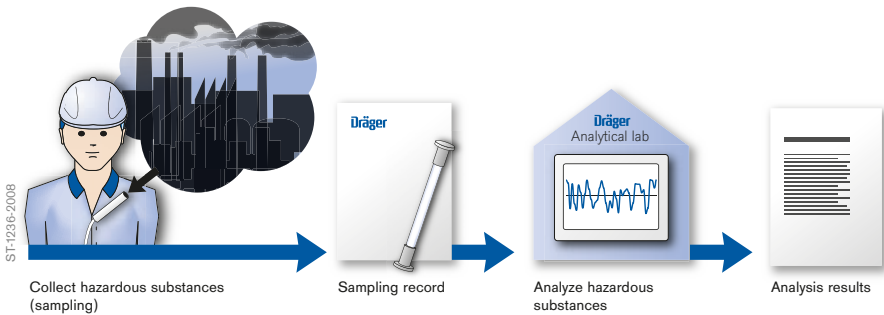 ST-1236-2008
Dräger
Dräger
Analytical lab
Collect hazardous substances
(sampling)
Sampling record
Analyze hazardous
substances
Analysis results